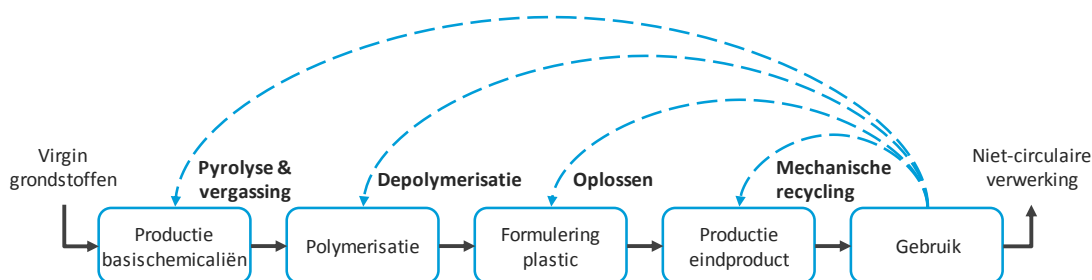 Virgin
grondstoffen
Pyrolyse &
vergassing
Depolymerisatie
Oplossen
Mechanische
recycling
Niet-circulaire
verwerking
Productie
basischemicaliën
Polymerisatie
Formulering
plastic
Productie
eindproduct
Gebruik